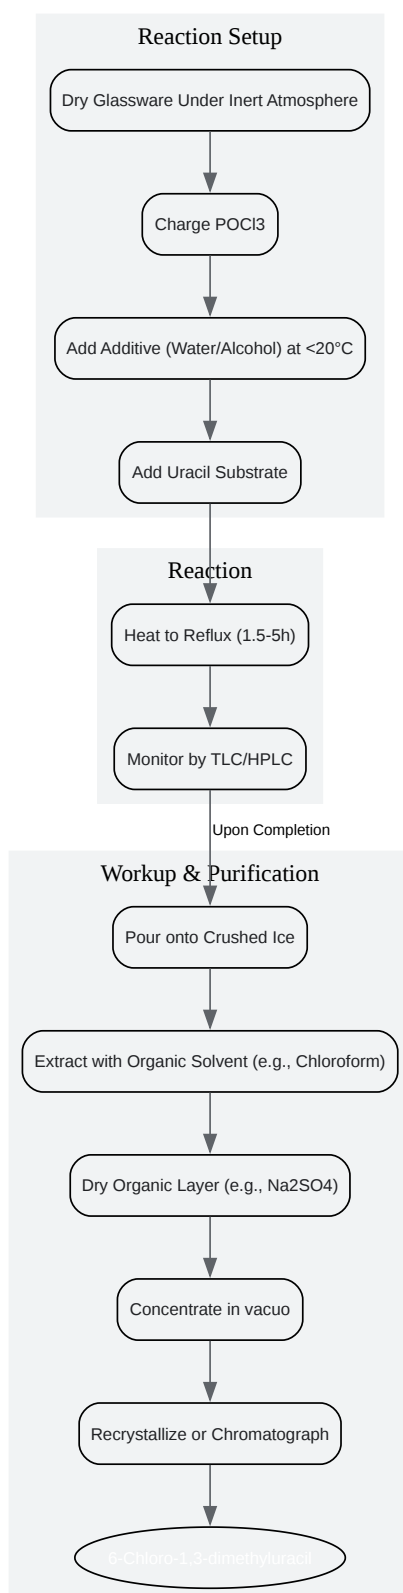 Reaction Setup
Dry Glassware Under Inert Atmosphere
Charge POCl3
Add Additive (Water/Alcohol) at <20°C
Add Uracil Substrate
Reaction
Heat to Reflux (1.5-5h)
Monitor by TLC/HPLC
Upon Completion
Workup & Purification
Pour onto Crushed Ice
Extract with Organic Solvent (e.g., Chloroform)
Dry Organic Layer (e.g., Na2SO4)
Concentrate in vacuo
Recrystallize or Chromatograph
6-Chloro-1,3-dimethyluracil